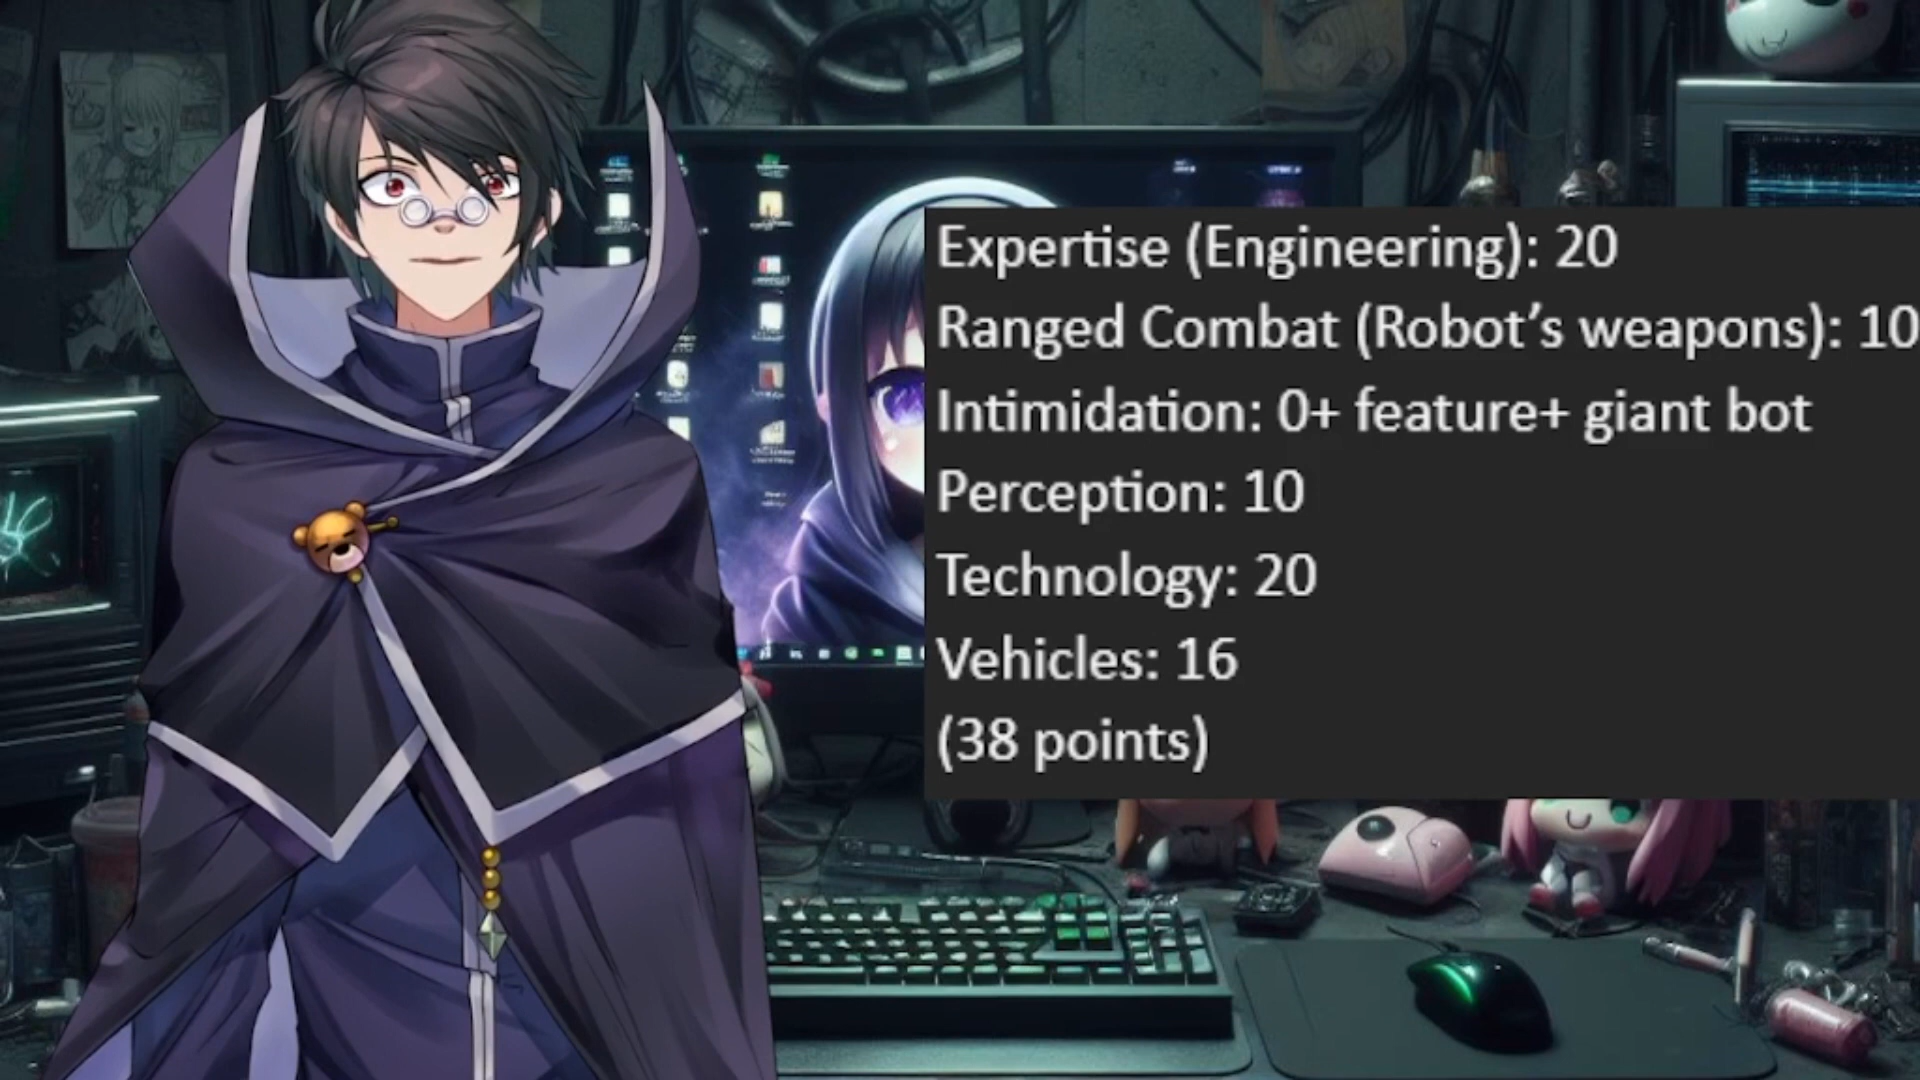 Expertise (Engineering): 20
Ranged Combat (Robot’s weapons): 10
Intimidation: 0+ feature+ giant bot
Perception: 10
Technology: 20
Vehicles: 16
(38 points)